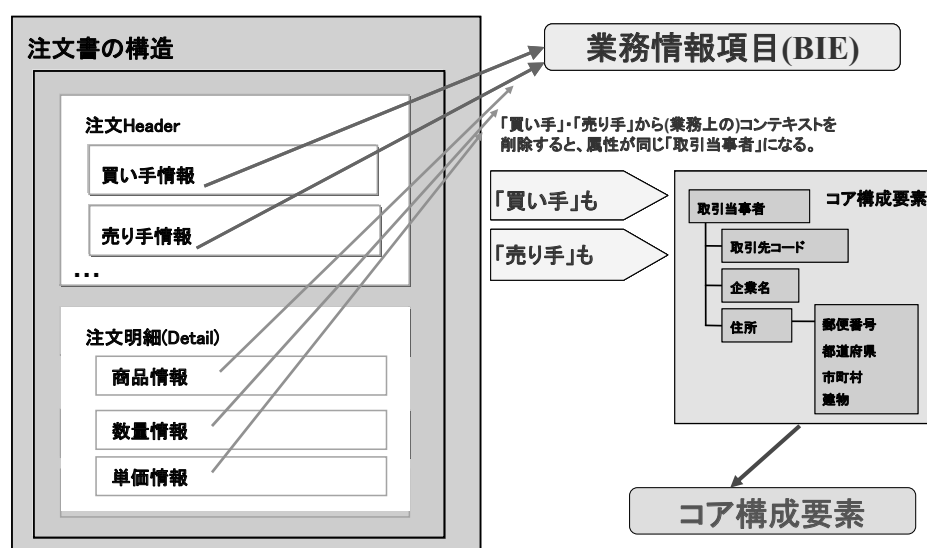 注文書の構造
注文Header
買い手情報
売り手情報
...
注文明細(Detail)
商品情報
数量情報
単価情報
業務情報項目(BIE)
「買い手」・「売り手」から(業務上の)コンテキストを
削除すると、属性が同じ「取引当事者」になる。
「買い手」も
「売り手」も
コア構成要素
取引当事者
取引先コード
企業名
住所
郵便番号
都道府県
市町村
建物
コア構成要素